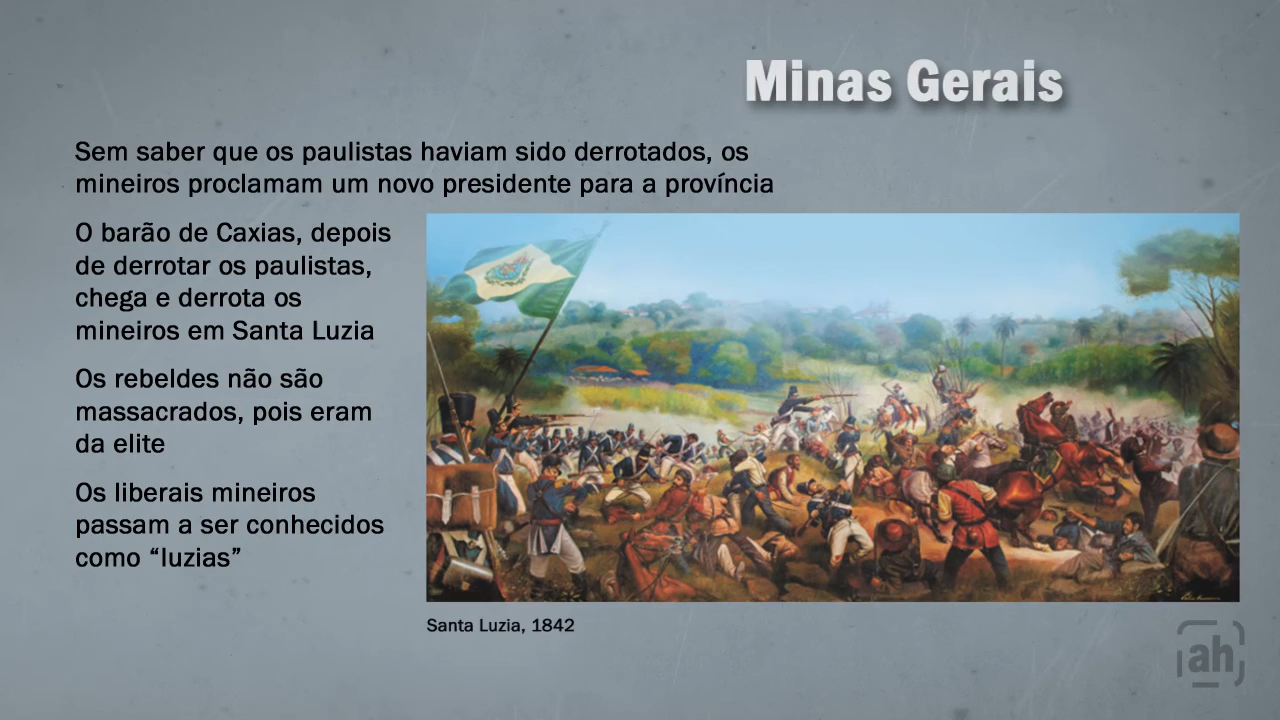 Minas Gerais
Sem saber que os paulistas haviam sido derrotados, os
mineiros proclamam um novo presidente para a província
O barão de Caxias, depois
de derrotar os paulistas,
chega e derrota os
mineiros em Santa Luzia
Os rebeldes não são
massacrados, pois eram
da elite
Os liberais mineiros
passam a ser conhecidos
como “luzias”
Santa Luzia, 1842
ah